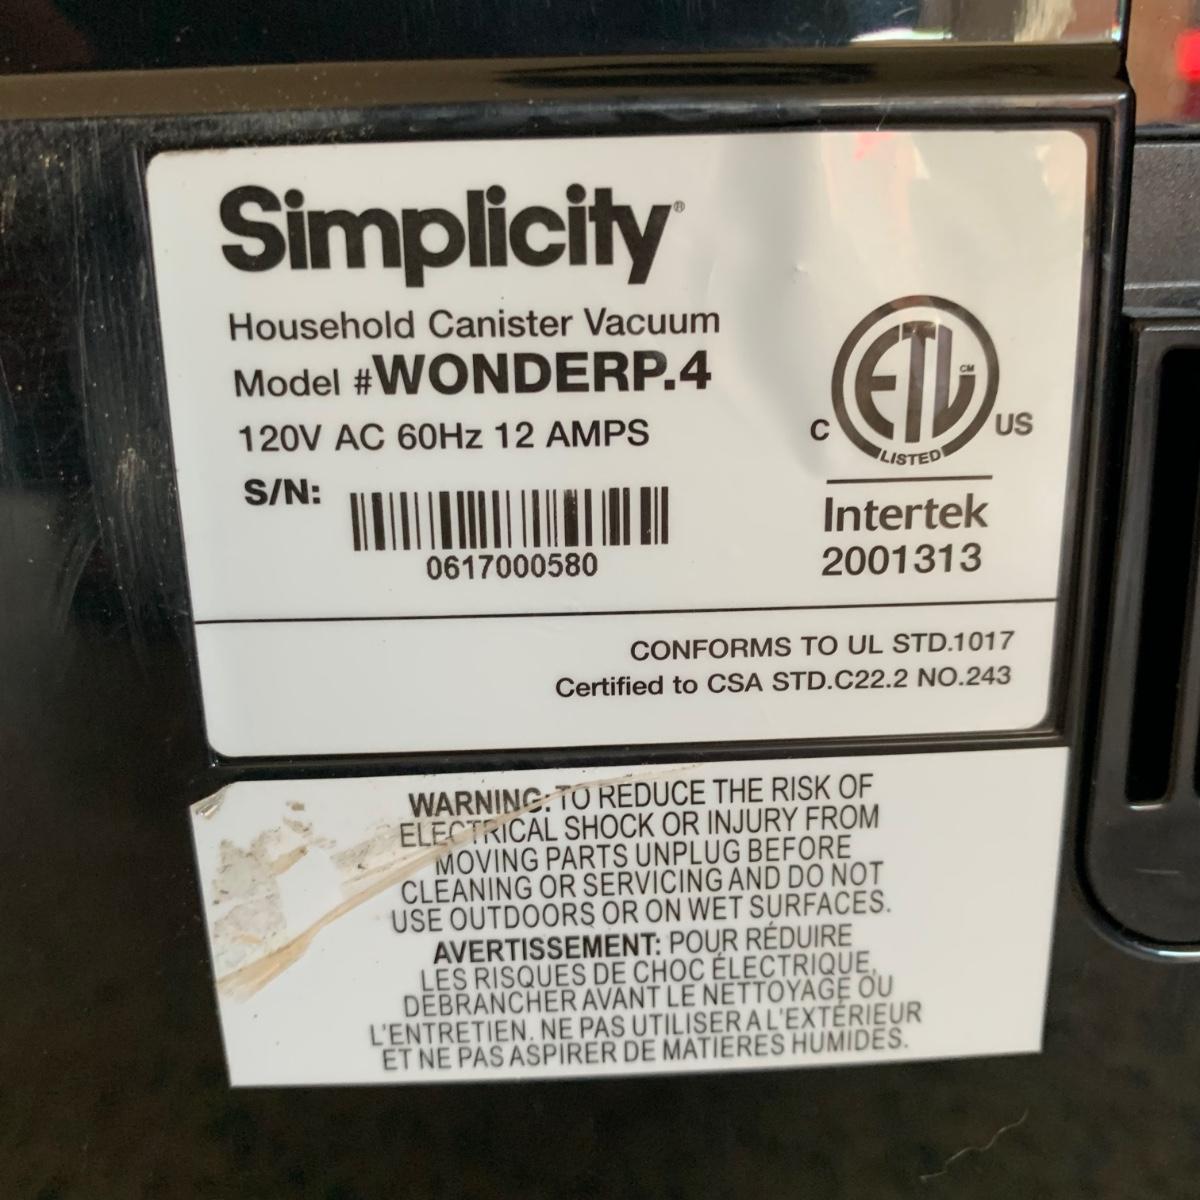 Simplicity®
Household Canister Vacuum
Model #WONDERP.4
120V AC 60Hz 12 AMPS
S/N:
0617000580
ETL CM
C US
LISTED
Intertek
2001313
CONFORMS TO UL STD.1017
Certified to CSA STD.C22.2 NO.243
WARNING: TO REDUCE THE RISK OF
ELECTRICAL SHOCK OR INJURY FROM
MOVING PARTS UNPLUG BEFORE
CLEANING OR SERVICING AND DO NOT
USE OUTDOORS OR ON WET SURFACES.
AVERTISSEMENT: POUR RÉDUIRE
LES RISQUES DE CHOC ÉLECTRIQUE,
DEBRANCHER AVANT LE NETTOYAGE OU
L'ENTRETIEN. NE PAS UTILISER A L'EXTÉRIEUR
ET NE PAS ASPIRER DE MATIERES HUMIDES.